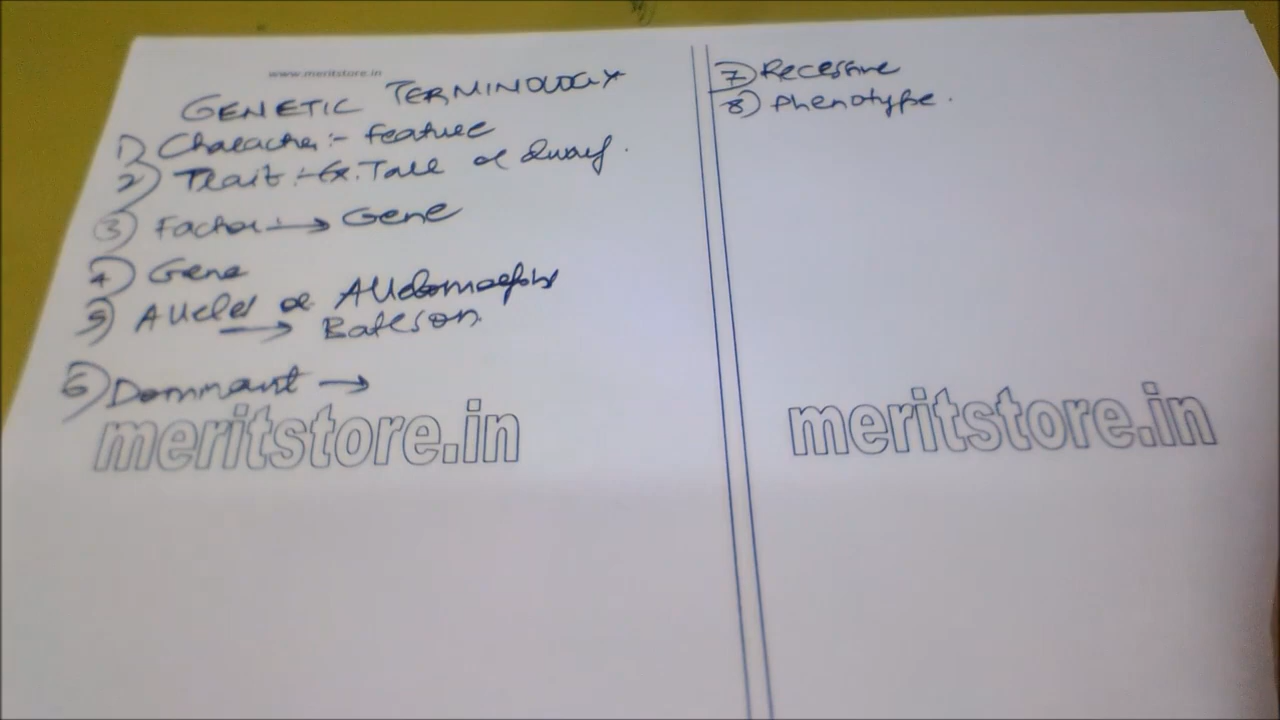 www.meritstore.in
GENETIC TERMINOLOGY
1) Character :- feature
2) Trait :- Ex. Tall or dwarf.
③ Factor :-→ Gene
4) Gene
5) Alleles or Allelomorphs
→ Bateson.
6) Dominant →
meritstore.in
7) Recessive
8) Phenotype.
meritstore.in